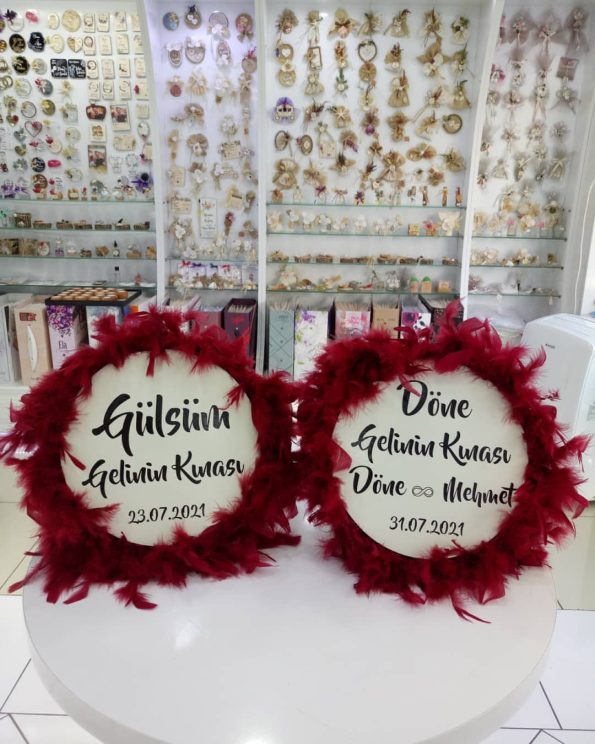 Gülsüm
Gelinin Kınası
23.07.2021
Döne
Gelinin Kınası
Döne ∞ Mehmet
31.07.2021